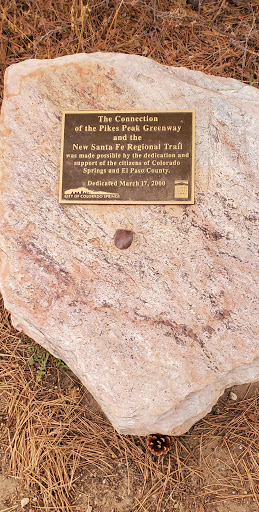 The Connection
of the Pikes Peak Greenway
and the
New Santa Fe Regional Trail
was made possible by the dedication and
support of the citizens of Colorado
Springs and El Paso County.
Dedicated March 17, 2000
CITY OF COLORADO SPRINGS